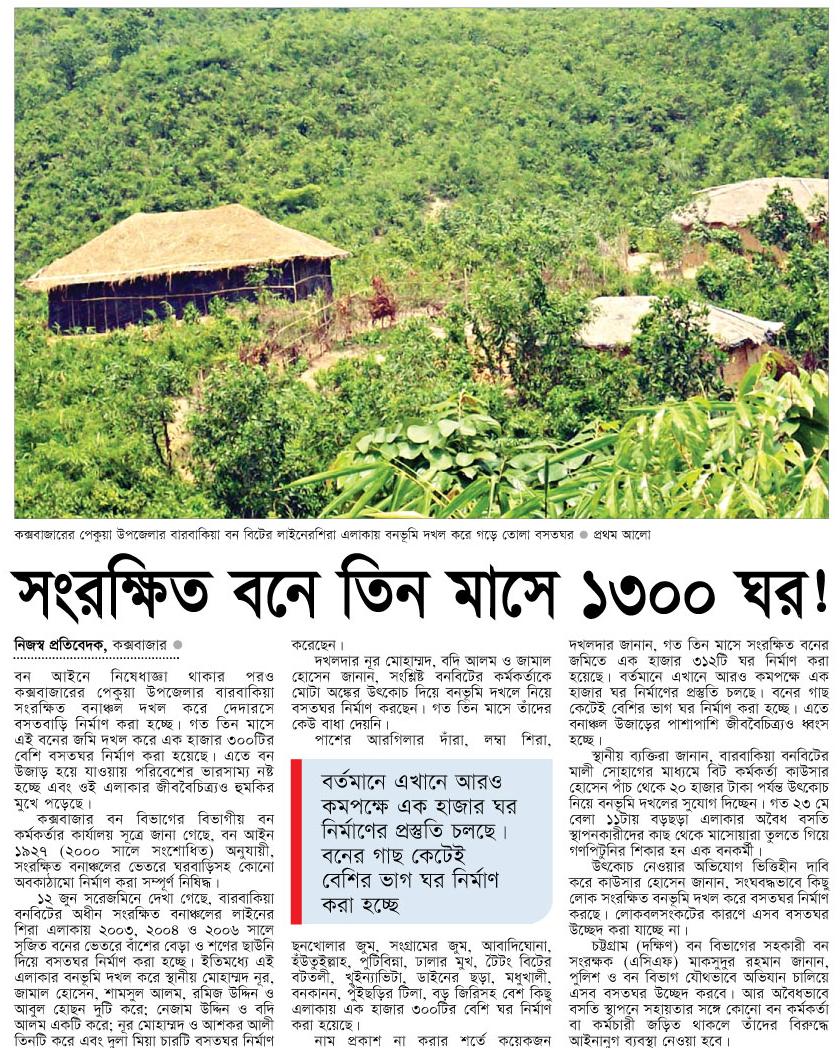 কক্সবাজারের পেকুয়া উপজেলার বারবাকিয়া বন বিটের লাইনেরশিরা এলাকায় বনভূমি দখল করে গড়ে তোলা বসতঘর ● প্রথম আলো
সংরক্ষিত বনে তিন মাসে ১৩০০ ঘর!
নিজস্ব প্রতিবেদক, কক্সবাজার ●
বন আইনে নিষেধাজ্ঞা থাকার পরও
কক্সবাজারের পেকুয়া উপজেলার বারবাকিয়া
সংরক্ষিত বনাঞ্চল দখল করে দেদারসে
বসতবাড়ি নির্মাণ করা হচ্ছে। গত তিন মাসে
এই বনের জমি দখল করে এক হাজার ৩০০টির
বেশি বসতঘর নির্মাণ করা হয়েছে। এতে বন
উজাড় হয়ে যাওয়ায় পরিবেশের ভারসাম্য নষ্ট
হচ্ছে এবং ওই এলাকার জীববৈচিত্র্যও হুমকির
মুখে পড়েছে।
কক্সবাজার বন বিভাগের বিভাগীয় বন
কর্মকর্তার কার্যালয় সূত্রে জানা গেছে, বন আইন
১৯২৭ (২০০০ সালে সংশোধিত) অনুযায়ী,
সংরক্ষিত বনাঞ্চলের ভেতরে ঘরবাড়িসহ কোনো
অবকাঠামো নির্মাণ করা সম্পূর্ণ নিষিদ্ধ।
১২ জুন সরেজমিনে দেখা গেছে, বারবাকিয়া
বনবিটের অধীন সংরক্ষিত বনাঞ্চলের লাইনের
শিরা এলাকায় ২০০৩, ২০০৪ ও ২০০৬ সালে
সৃজিত বনের ভেতরে বাঁশের বেড়া ও শণের ছাউনি
দিয়ে বসতঘর নির্মাণ করা হচ্ছে। ইতিমধ্যে এই
এলাকার বনভূমি দখল করে স্থানীয় মোহাম্মদ নূর,
জামাল হোসেন, শামসুল আলম, রমিজ উদ্দিন ও
আবুল হোছন দুটি করে; নেজাম উদ্দিন ও বদি
আলম একটি করে; নূর মোহাম্মদ ও আশকর আলী
তিনটি করে এবং দুলা মিয়া চারটি বসতঘর নির্মাণ
করেছেন।
দখলদার নূর মোহাম্মদ, বদি আলম ও জামাল
হোসেন জানান, সংশ্লিষ্ট বনবিটের কর্মকর্তাকে
মোটা অঙ্কের উৎকোচ দিয়ে বনভূমি দখলে নিয়ে
বসতঘর নির্মাণ করছেন। গত তিন মাসে তাঁদের
কেউ বাধা দেয়নি।
পাশের আরগিলার দাঁরা, লম্বা শিরা,
বর্তমানে এখানে আরও
কমপক্ষে এক হাজার ঘর
নির্মাণের প্রস্তুতি চলছে।
বনের গাছ কেটেই
বেশির ভাগ ঘর নির্মাণ
করা হচ্ছে
ছনখোলার জুম, সংগ্রামের জুম, আবাদিঘোনা,
হঁউতুইল্লাহ, পুটিবিন্না, ঢালার মুখ, টৈটং বিটের
বটতলী, খুইন্যাভিটা, ডাইনের ছড়া, মধুখালী,
বনকানন, পুঁইছড়ির টিলা, বড় জিরিসহ বেশ কিছু
এলাকায় এক হাজার ৩০০টির বেশি ঘর নির্মাণ
করা হয়েছে।
নাম প্রকাশ না করার শর্তে কয়েকজন
দখলদার জানান, গত তিন মাসে সংরক্ষিত বনের
জমিতে এক হাজার ৩১২টি ঘর নির্মাণ করা
হয়েছে। বর্তমানে এখানে আরও কমপক্ষে এক
হাজার ঘর নির্মাণের প্রস্তুতি চলছে। বনের গাছ
কেটেই বেশির ভাগ ঘর নির্মাণ করা হচ্ছে। এতে
বনাঞ্চল উজাড়ের পাশাপাশি জীববৈচিত্র্যও ধ্বংস
হচ্ছে।
স্থানীয় ব্যক্তিরা জানান, বারবাকিয়া বনবিটের
মালী সোহাগের মাধ্যমে বিট কর্মকর্তা কাউসার
হোসেন পাঁচ থেকে ২০ হাজার টাকা পর্যন্ত উৎকোচ
নিয়ে বনভূমি দখলের সুযোগ দিচ্ছেন। গত ২৩ মে
বেলা ১১টায় বড়ছড়া এলাকার অবৈধ বসতি
স্থাপনকারীদের কাছ থেকে মাসোয়ারা তুলতে গিয়ে
গণপিটুনির শিকার হন এক বনকর্মী।
উৎকোচ নেওয়ার অভিযোগ ভিত্তিহীন দাবি
করে কাউসার হোসেন জানান, সংঘবদ্ধভাবে কিছু
লোক সংরক্ষিত বনভূমি দখল করে বসতঘর নির্মাণ
করছে। লোকবলসংকটের কারণে এসব বসতঘর
উচ্ছেদ করা যাচ্ছে না।
চট্টগ্রাম (দক্ষিণ) বন বিভাগের সহকারী বন
সংরক্ষক (এসিএফ) মাকসুদুর রহমান জানান,
পুলিশ ও বন বিভাগ যৌথভাবে অভিযান চালিয়ে
এসব বসতঘর উচ্ছেদ করবে। আর অবৈধভাবে
বসতি স্থাপনে সহায়তার সঙ্গে কোনো বন কর্মকর্তা
বা কর্মচারী জড়িত থাকলে তাঁদের বিরুদ্ধে
আইনানুগ ব্যবস্থা নেওয়া হবে।